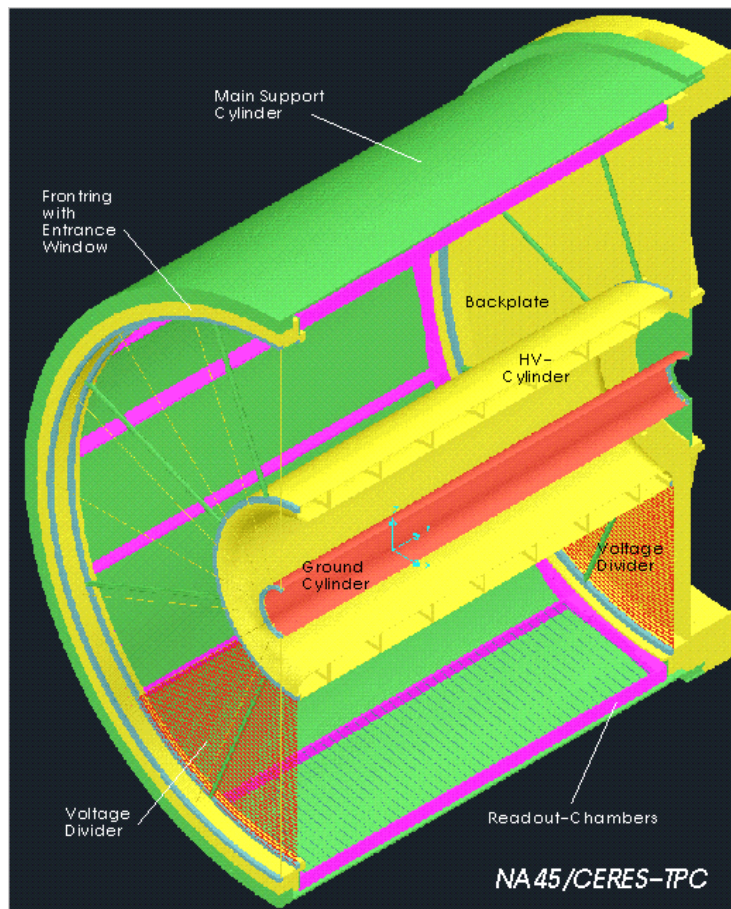 Main Support
Cylinder
Frontring
with
Entrance
Window
Backplate
HV-
Cylinder
Ground
Cylinder
Voltage
Divider
Voltage
Divider
Readout-Chambers
NA45/CERES-TPC